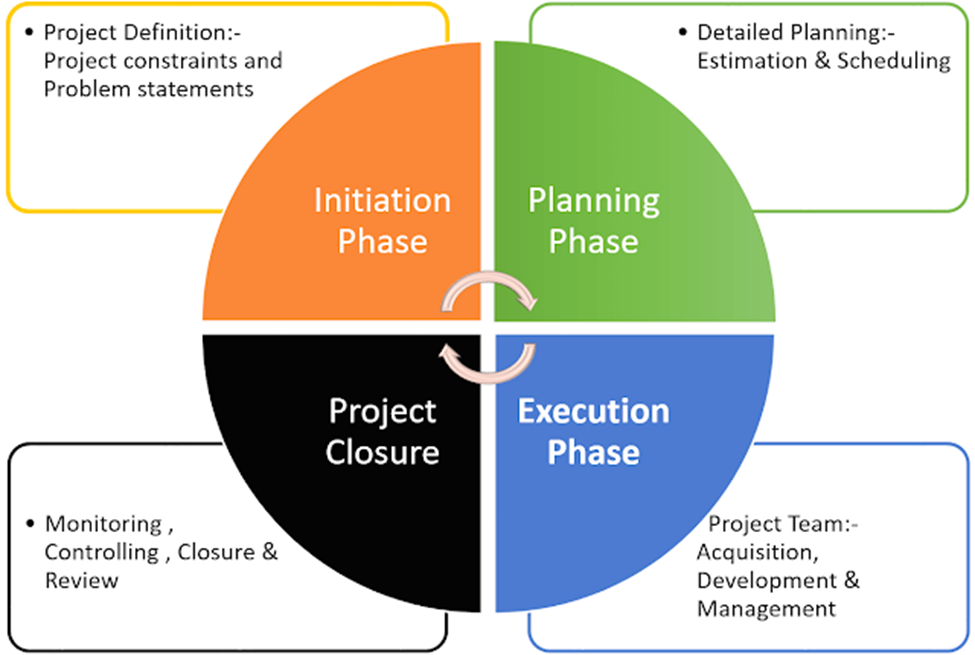 • Project Definition:-
Project constraints and
Problem statements
• Detailed Planning:-
Estimation & Scheduling
Initiation
Phase
Planning
Phase
Project
Closure
Execution
Phase
• Monitoring ,
Controlling , Closure &
Review
Project Team:-
Acquisition,
Development &
Management